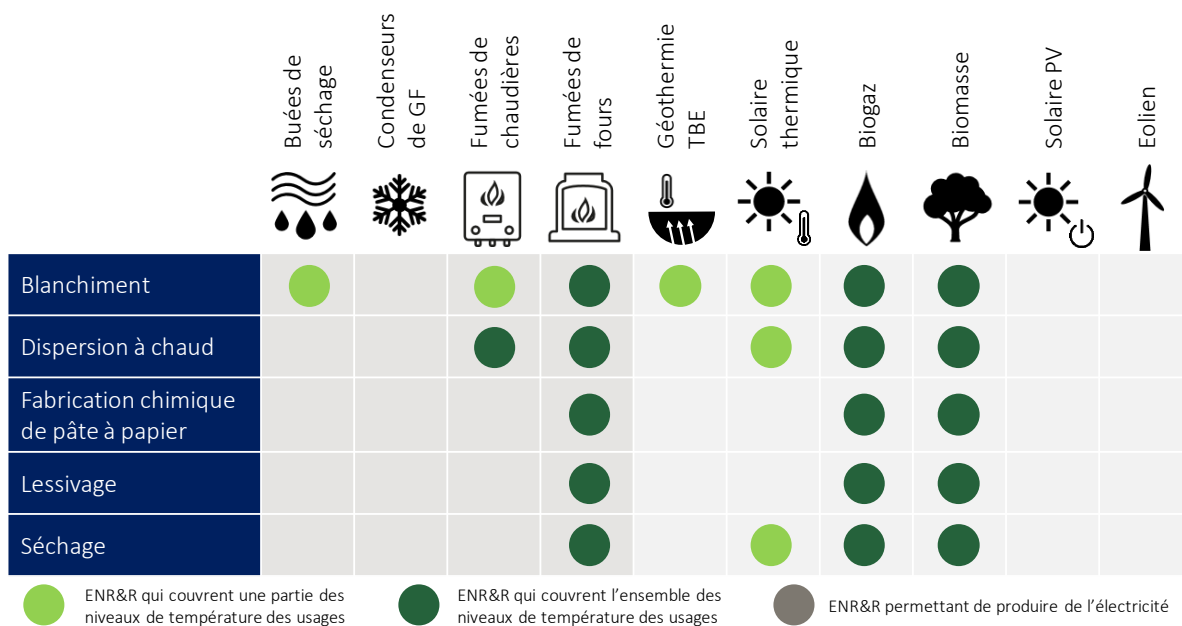 Buées de
séchage
Condenseurs
de GF
Fumées de
chaudières
Fumées de
fours
Géothermie
TBE
Solaire
thermique
Biogaz
Biomasse
Solaire PV
Eolien
Blanchiment
Dispersion à chaud
Fabrication chimique
de pâte à papier
Lessivage
Séchage
ENR&R qui couvrent une partie des
niveaux de température des usages
ENR&R qui couvrent l'ensemble des
niveaux de température des usages
ENR&R permettant de produire de l'électricité